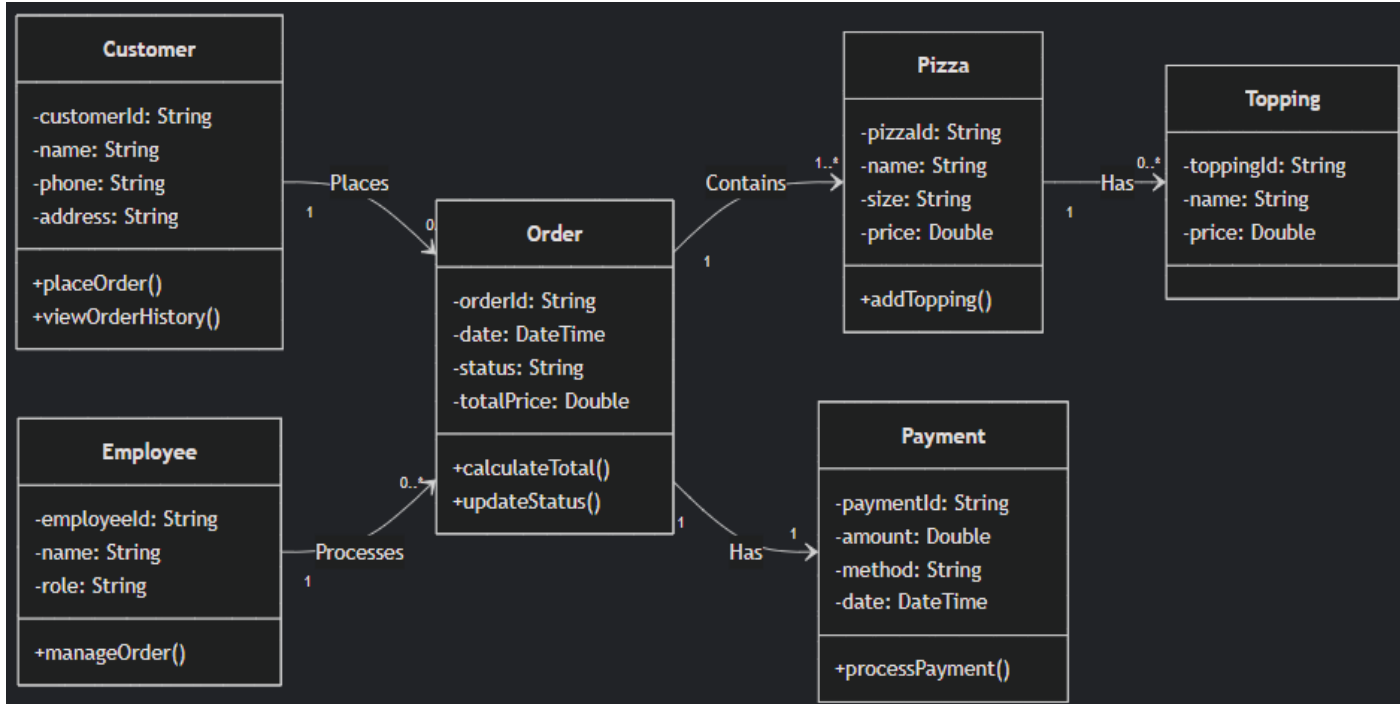 Customer
-customerId: String
-name: String
-phone: String
-address: String
+placeOrder()
+viewOrderHistory()
Places
1
0.
Employee
-employeeId: String
-name: String
-role: String
+manageOrder()
Processes
1
0..*
Order
-orderId: String
-date: DateTime
-status: String
-totalPrice: Double
+calculateTotal()
+updateStatus()
Contains
1
1..*
Pizza
-pizzaId: String
-name: String
-size: String
-price: Double
+addTopping()
Has
1
0..*
Topping
-toppingId: String
-name: String
-price: Double
Has
1
1
Payment
-paymentId: String
-amount: Double
-method: String
-date: DateTime
+processPayment()